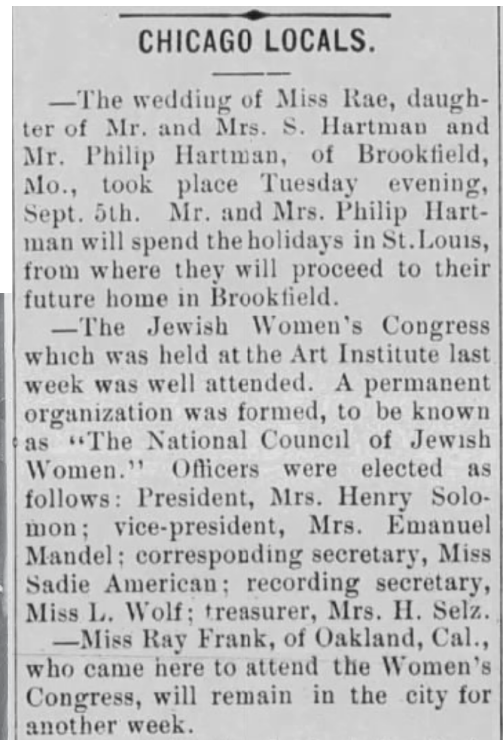 CHICAGO LOCALS.
—The wedding of Miss Rae, daugh-
ter of Mr. and Mrs. S. Hartman and
Mr. Philip Hartman, of Brookfield,
Mo., took place Tuesday evening,
Sept. 5th. Mr. and Mrs. Philip Hart-
man will spend the holidays in St. Louis,
from where they will proceed to their
future home in Brookfield.
—The Jewish Women's Congress
which was held at the Art Institute last
week was well attended. A permanent
organization was formed, to be known
as "The National Council of Jewish
Women." Officers were elected as
follows: President, Mrs. Henry Solo-
mon; vice-president, Mrs. Emanuel
Mandel; corresponding secretary, Miss
Sadie American; recording secretary,
Miss L. Wolf; treasurer, Mrs. H. Selz.
—Miss Ray Frank, of Oakland, Cal.,
who came here to attend the Women's
Congress, will remain in the city for
another week.